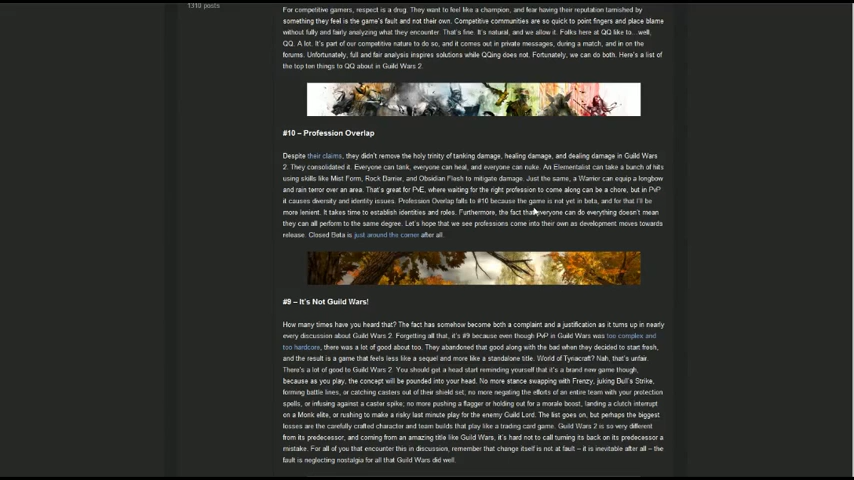 1319 posts
For competitive gamers, respect is a drug. They want to feel like a champion, and fear having their reputation tarnished by
something they feel is the game's fault and not their own. Competitive communities are so quick to point fingers and place blame
without fully and fairly analyzing what they encounter. That's fine. It's natural, and we allow it. Folks here at QQ like to.. well,
QQ. A lot. It's part of our competitive nature to do so, and it comes out in private messages, during a match, and in on the
forums. Unfortunately, full and fair analysis inspires solutions while QQing does not. Fortunately, we can do both. Here's a list of
the top ten things to QQ about in Guild Wars 2.
#10 – Profession Overlap
Despite their claims, they didn't remove the holy trinity of tanking damage, healing damage, and dealing damage in Guild Wars
2. They consolidated it. Everyone can tank, everyone can heal, and everyone can nuke. An Elementalist can take a bunch of hits
using skills like Mist Form, Rock Barrier, and Obsidian Flesh to mitigate damage. Just the same, a Warrior can equip a longbow
and rain terror over an area. That's great for PvE, where waiting for the right profession to come along can be a chore, but in PvP
it causes diversity and identity issues. Profession Overlap falls to #10 because the game is not yet in beta, and for that I'll be
more lenient. It takes time to establish identities and roles. Furthermore, the fact that everyone can do everything doesn't mean
they can all perform to the same degree. Let's hope that we see professions come into their own as development moves towards
release. Closed Beta is just around the corner after all.
#9 – It's Not Guild Wars!
How many times have you heard that? The fact has somehow become both a complaint and a justification as it turns up in nearly
every discussion about Guild Wars 2. Forgetting all that, it's #9 because even though PvP in Guild Wars was too complex and
too hardcore, there was a lot of good about too. They abandoned that good along with the bad when they decided to start fresh,
and the result is a game that feels less like a sequel and more like a standalone title. World of Tyriacraft? Nah, that's unfair.
There's a lot of good to Guild Wars 2. You should get a head start reminding yourself that it's a brand new game though,
because as you play, the concept will be pounded into your head. No more stance swapping with Frenzy, juking Bull's Strike,
forming battle lines, or catching casters out of their shield set; no more negating the efforts of an entire team with your protection
spells, or infusing against a caster spike; no more pushing a flagger or holding out for a morale boost, landing a clutch interrupt
on a Monk elite, or rushing to make a risky last minute play for the enemy Guild Lord. The list goes on, but perhaps the biggest
losses are the carefully crafted character and team builds that play like a trading card game. Guild Wars 2 is so very different
from its predecessor, and coming from an amazing title like Guild Wars, it's hard not to call turning its back on its predecessor a
mistake. For all of you that encounter this in discussion, remember that change itself is not at fault – it is inevitable after all – the
fault is neglecting nostalgia for all that Guild Wars did well.